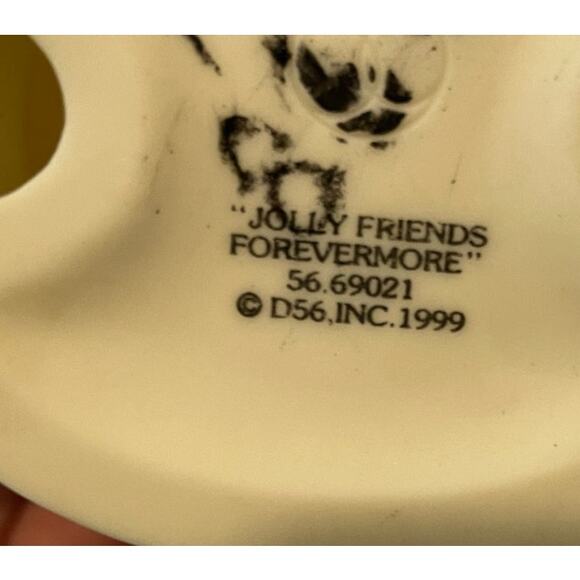 "JOLLY FRIENDS
FOREVERMORE"
56.69021
© D56, INC. 1999